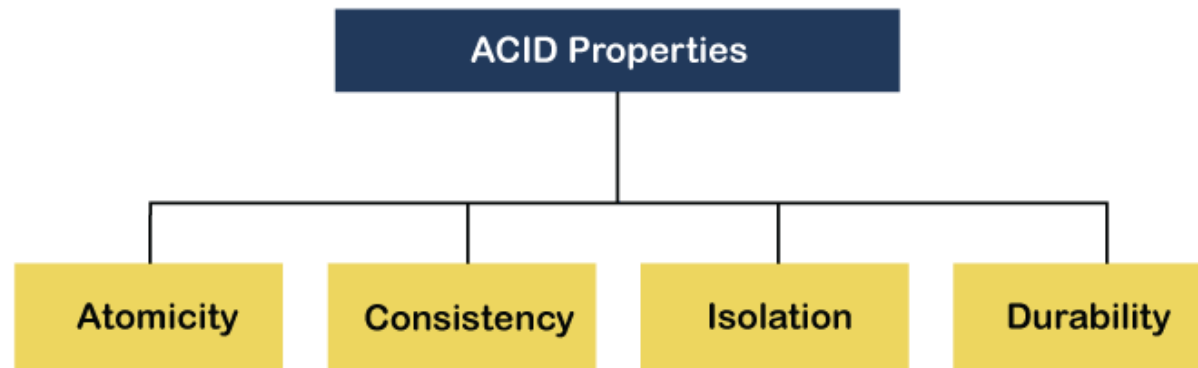 ACID Properties
Atomicity
Consistency
Isolation
Durability